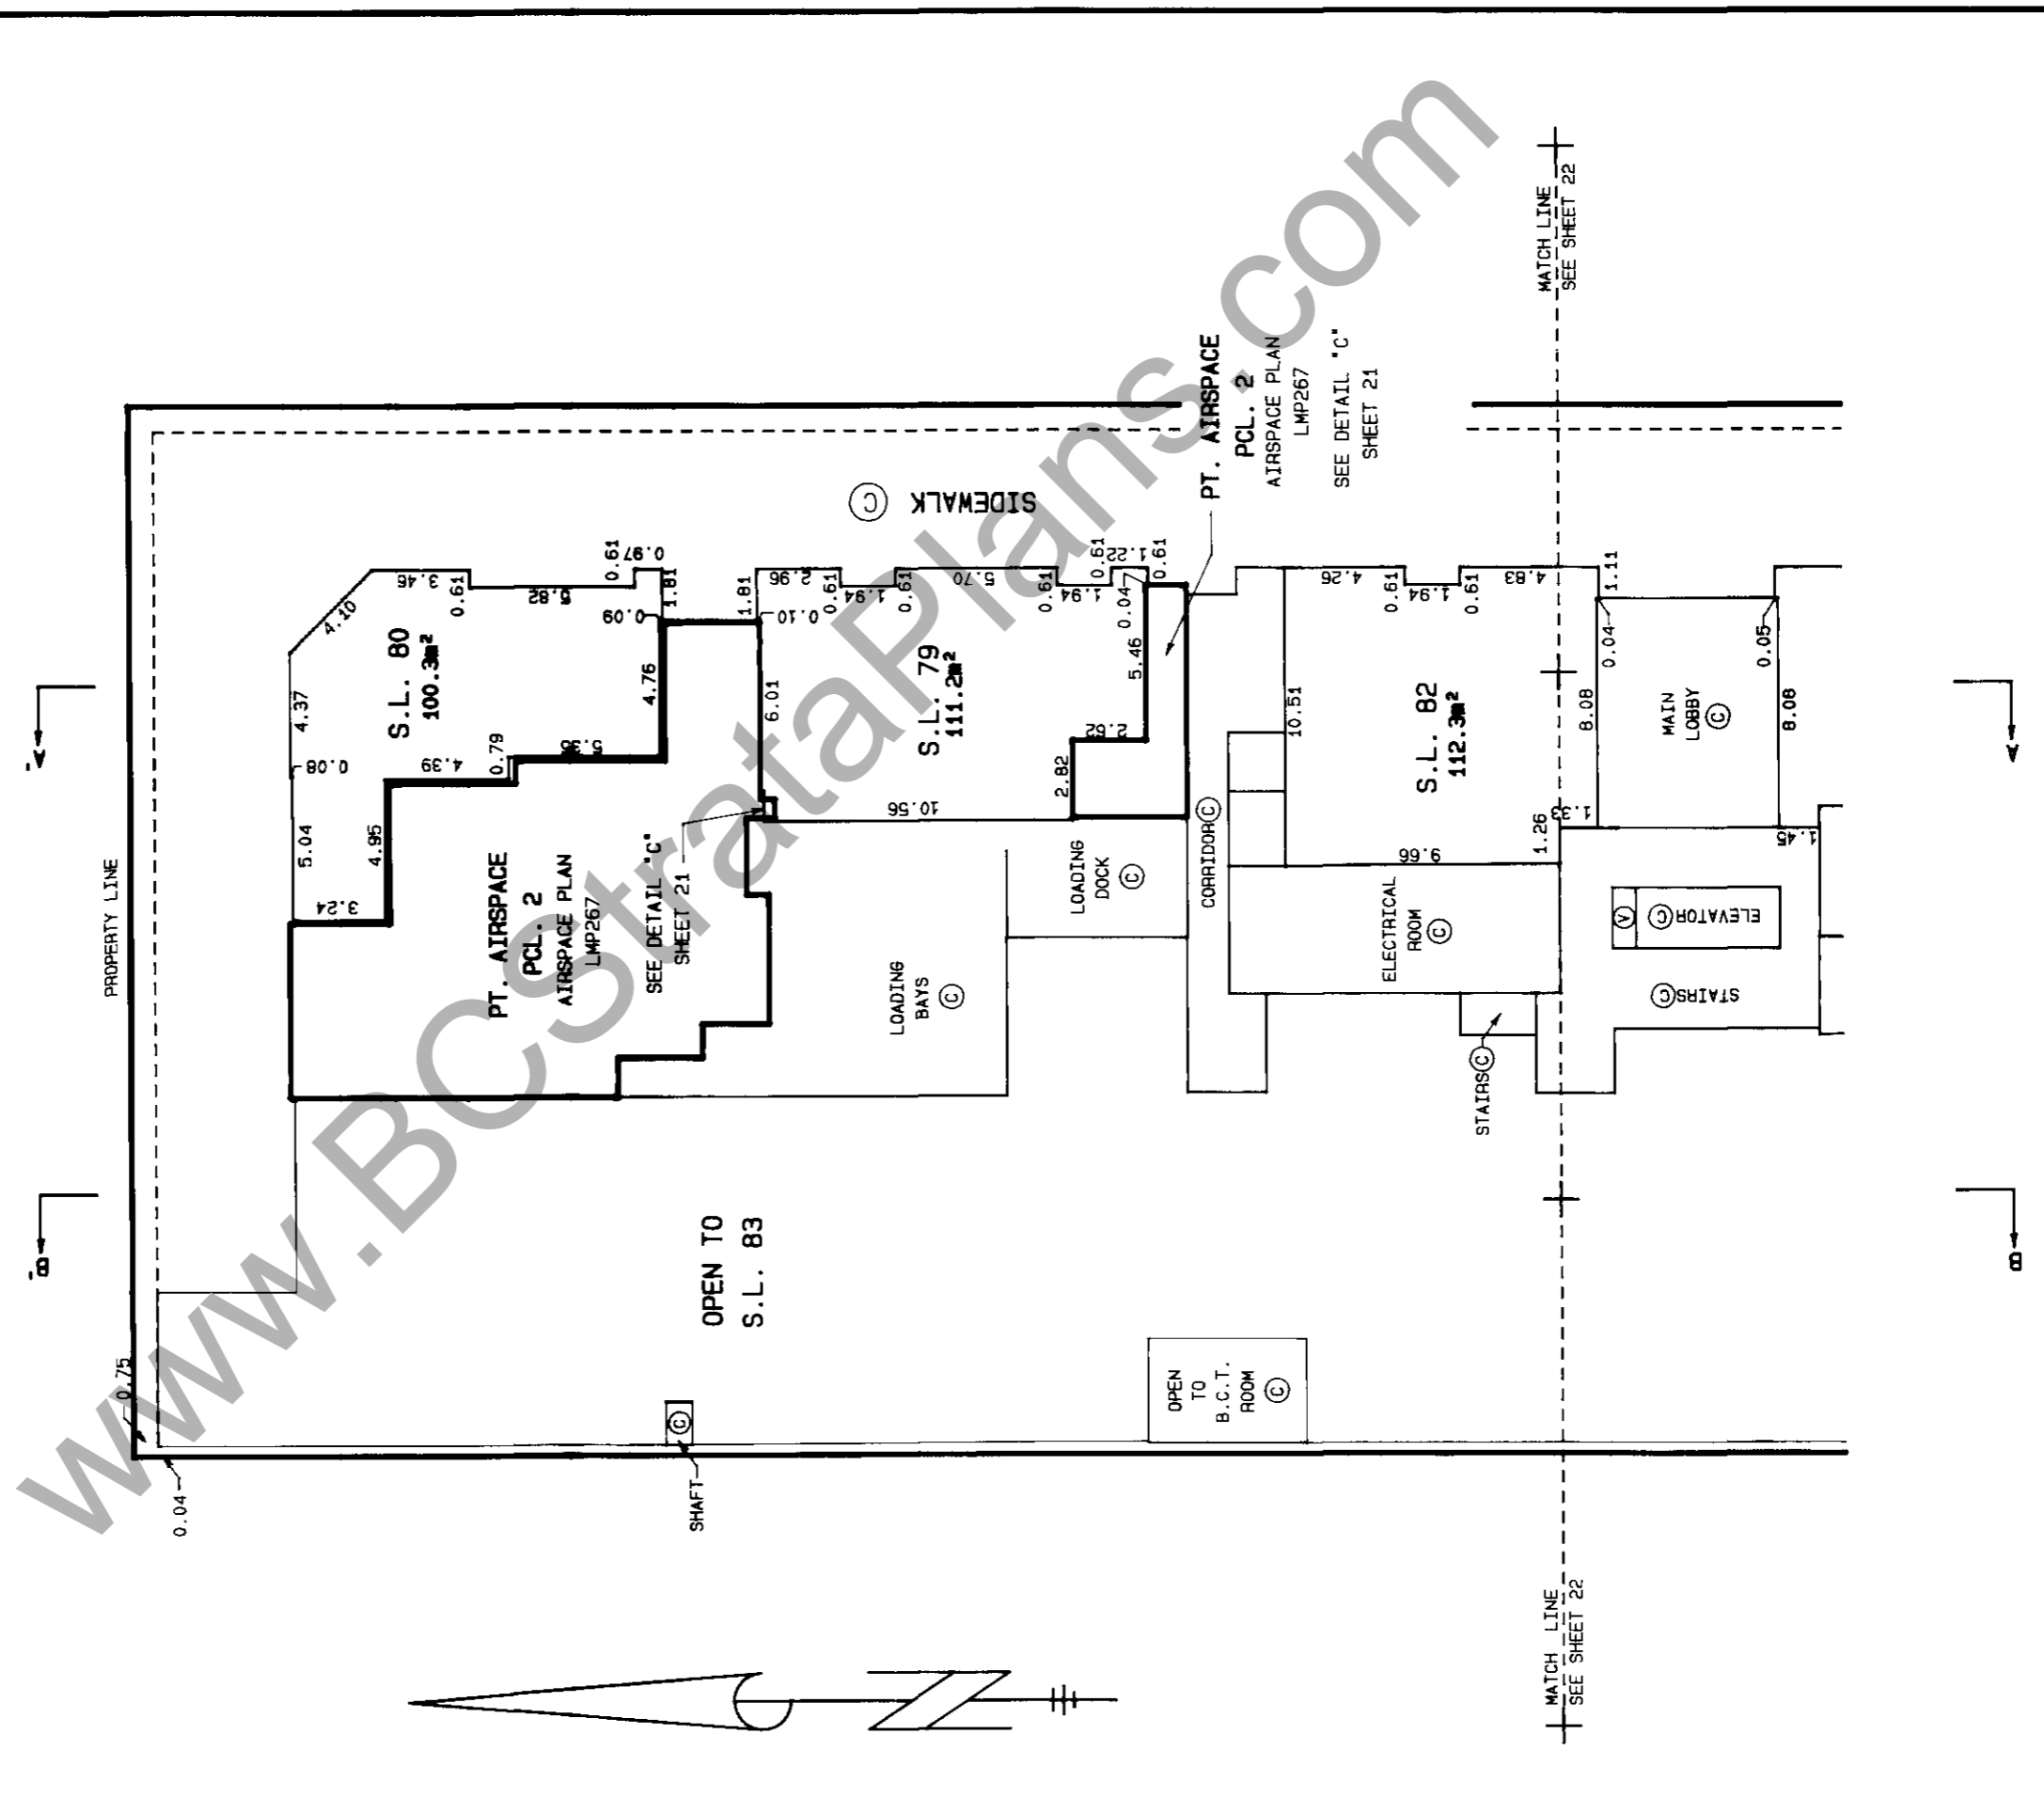 www.BCStrataPlans.com
MATCH LINE
SEE SHEET 22
PT. AIRSPACE
PCL. 2
AIRSPACE PLAN
LMP267
SEE DETAIL "C"
SHEET 21
SIDEWALK C
PROPERTY LINE
4.10
3.46
0.61
5.82
0.61
0.97
1.81
0.09
4.76
0.79
4.39
4.95
3.24
5.04
0.08
4.37
S.L. 80
100.3m²
1.81
2.96
0.10
0.61
1.94
0.61
5.70
0.61
1.94
0.61
1.22
0.61
0.04
5.46
2.82
10.56
6.01
S.L. 79
111.2m²
4.26
0.61
1.94
0.61
4.83
1.11
0.04
0.05
10.51
S.L. 82
112.3m²
8.08
8.08
MAIN
LOBBY
C
1.33
1.26
9.66
1.45
PT. AIRSPACE
PCL. 2
AIRSPACE PLAN
LMP267
SEE DETAIL "C"
SHEET 21
LOADING
BAYS
C
LOADING
DOCK
C
CORRIDOR C
ELECTRICAL
ROOM
C
V
ELEVATOR C
STAIRS C
STAIRS C
OPEN TO
S.L. 83
OPEN
TO
B.C.T.
ROOM
C
C
SHAFT
0.75
0.04
A'
A
B'
B
MATCH LINE
SEE SHEET 22
N